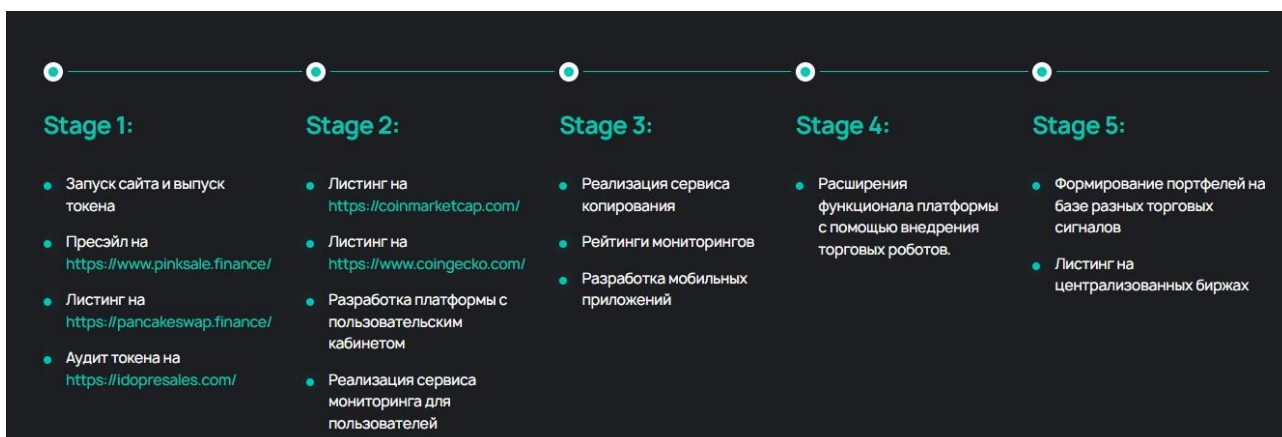 Stage 1:
Запуск сайта и выпуск
токена
Пресэйл на
https://www.pinksale.finance/
Листинг на
https://pancakeswap.finance/
Аудит токена на
https://idopresales.com/
Stage 2:
Листинг на
https://coinmarketcap.com/
Листинг на
https://www.coingecko.com/
Разработка платформы с
пользовательским
кабинетом
Реализация сервиса
мониторинга для
пользователей
Stage 3:
Реализация сервиса
копирования
Рейтинги мониторингов
Разработка мобильных
приложений
Stage 4:
Расширения
функционала платформы
с помощью внедрения
торговых роботов.
Stage 5:
Формирование портфелей на
базе разных торговых
сигналов
Листинг на
централизованных биржах